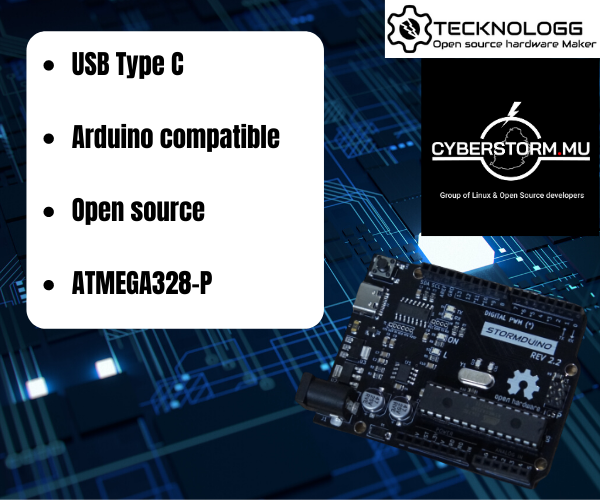 TECKNOLOGG
Open source hardware Maker
USB Type C
Arduino compatible
Open source
ATMEGA328-P
CYBERSTORM.MU
Group of Linux & Open Source developers
DIGITAL PWM (~)
STORMDUINO
REV 2.2
ON
open hardware